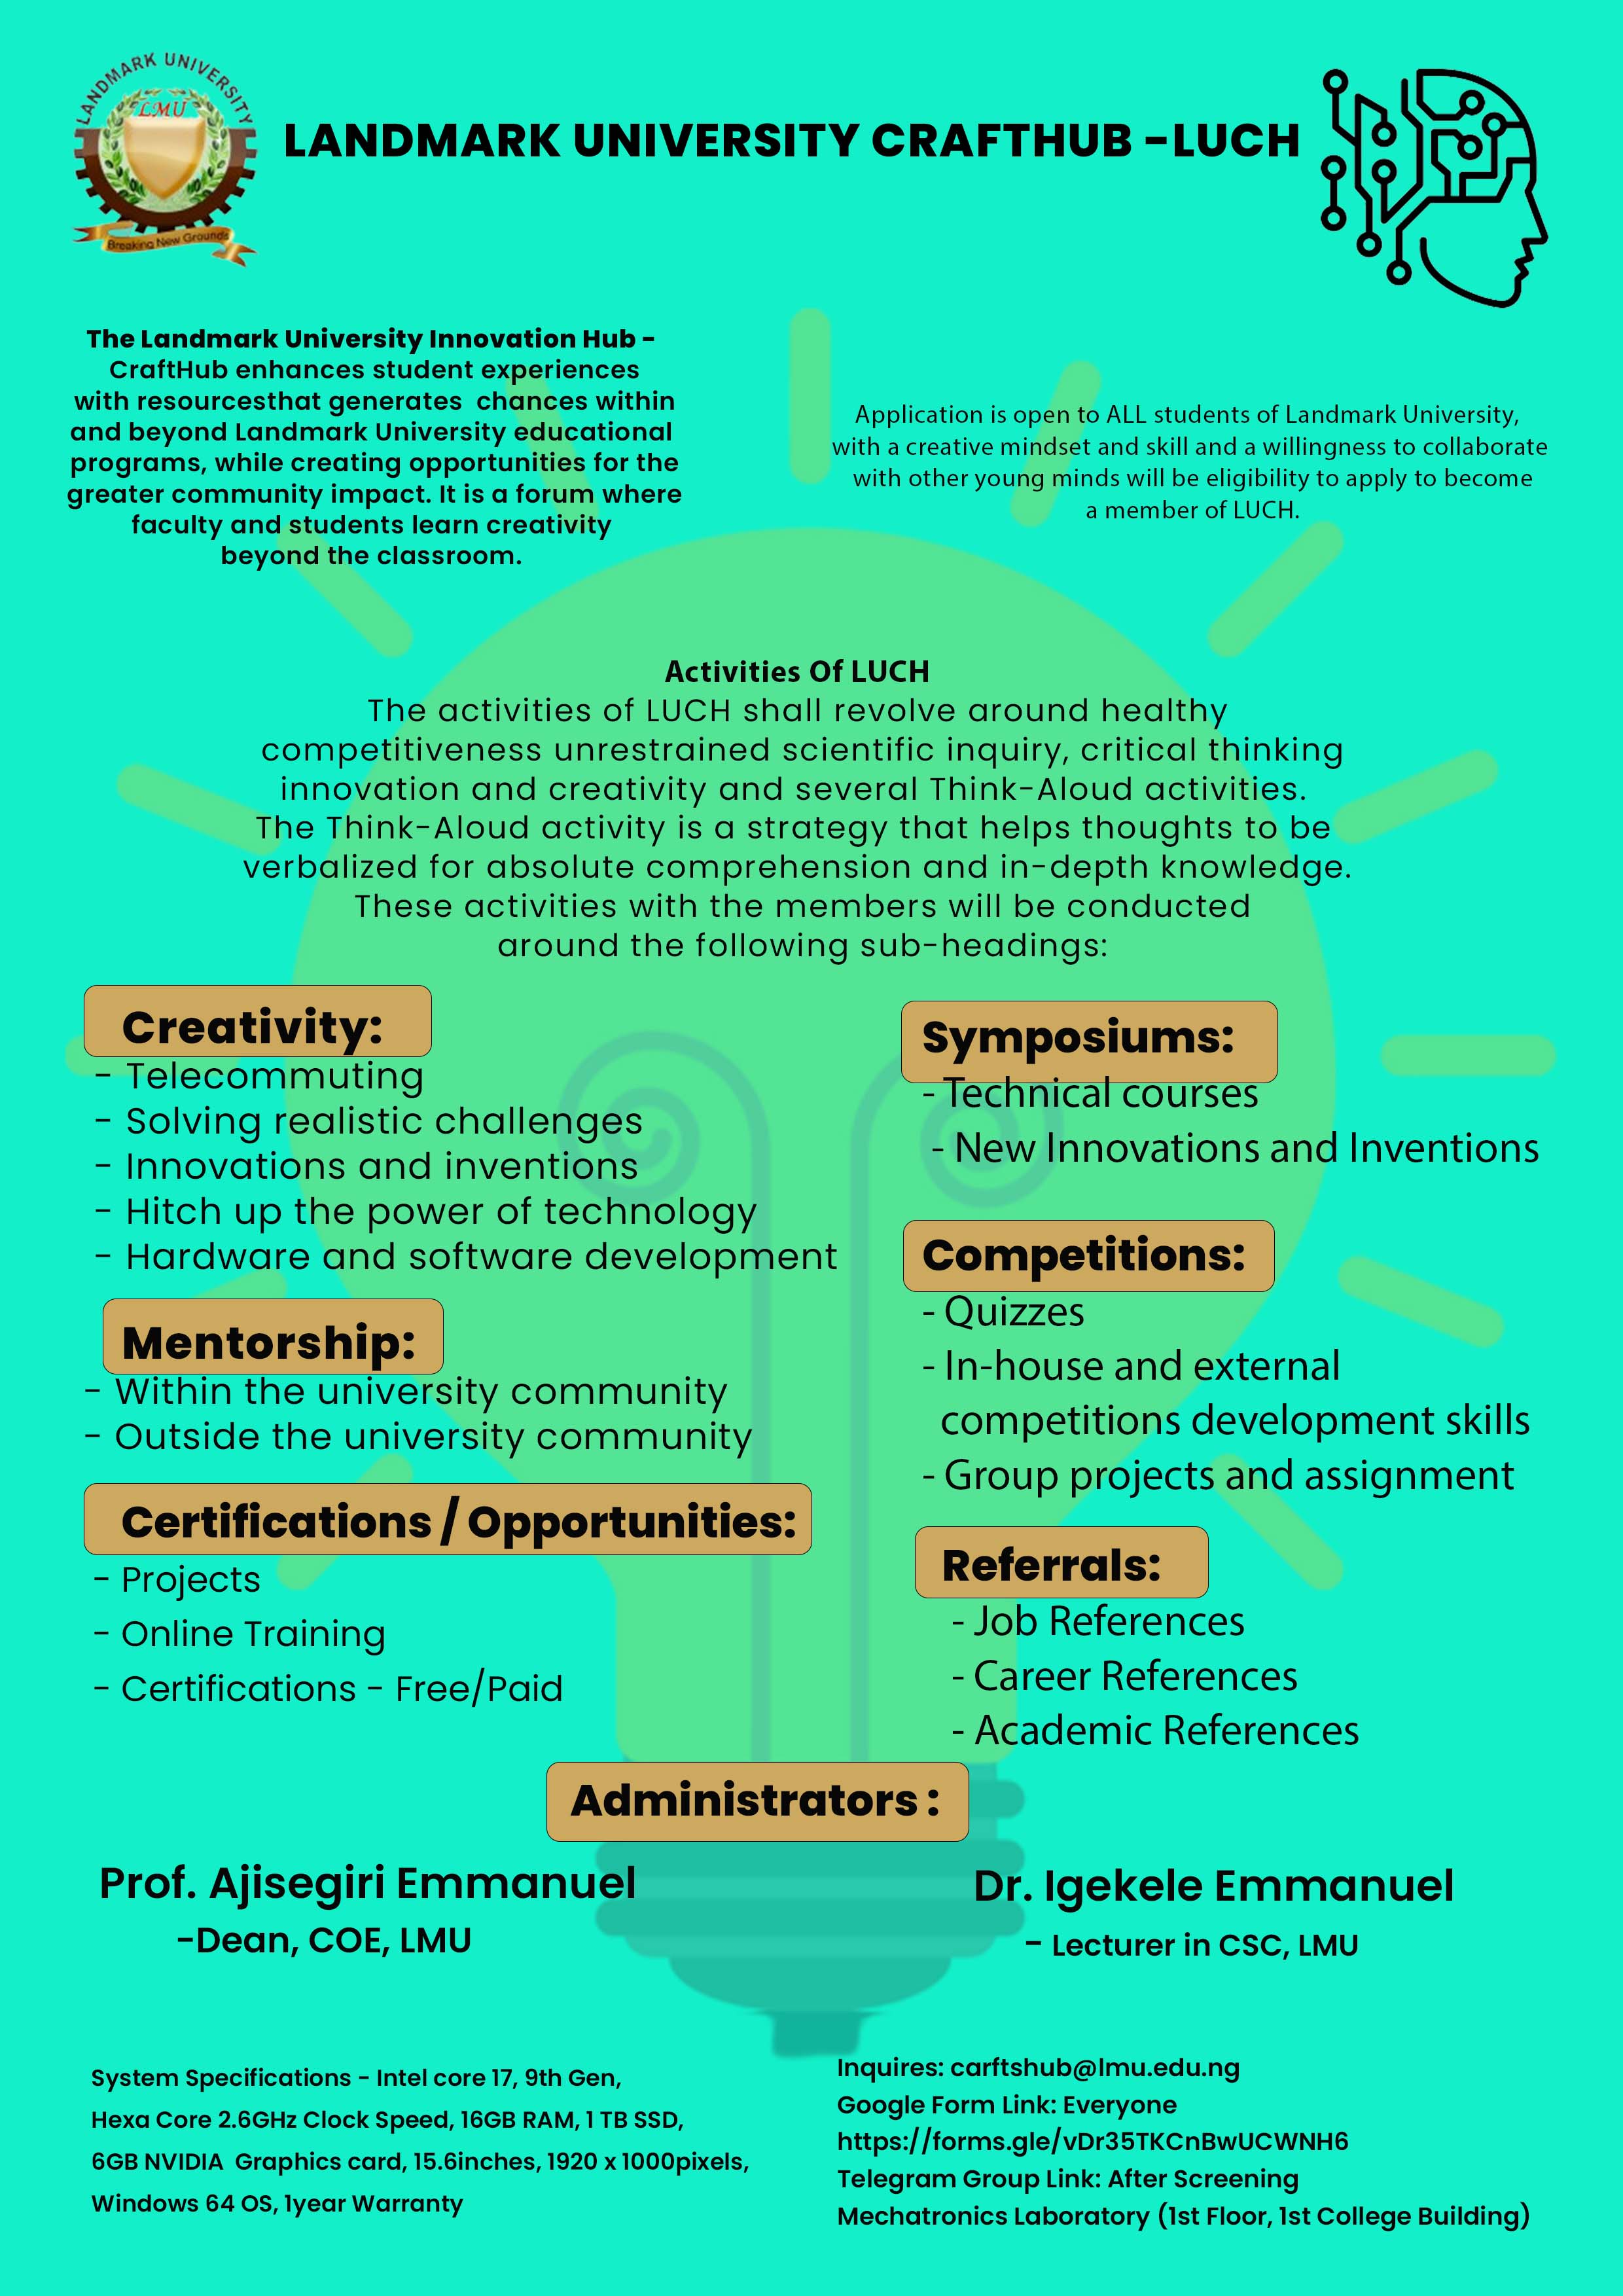 LANDMARK UNIVERSITY
LMU
Breaking New Grounds
LANDMARK UNIVERSITY CRAFTHUB -LUCH
The Landmark University Innovation Hub -
CraftHub enhances student experiences
with resourcesthat generates  chances within
and beyond Landmark University educational
programs, while creating opportunities for the
greater community impact. It is a forum where
faculty and students learn creativity
beyond the classroom.
Application is open to ALL students of Landmark University,
with a creative mindset and skill and a willingness to collaborate
with other young minds will be eligibility to apply to become
a member of LUCH.
Activities Of LUCH
The activities of LUCH shall revolve around healthy
competitiveness unrestrained scientific inquiry, critical thinking
innovation and creativity and several Think-Aloud activities.
The Think-Aloud activity is a strategy that helps thoughts to be
verbalized for absolute comprehension and in-depth knowledge.
These activities with the members will be conducted
around the following sub-headings:
Creativity:
- Telecommuting
- Solving realistic challenges
- Innovations and inventions
- Hitch up the power of technology
- Hardware and software development
Mentorship:
- Within the university community
- Outside the university community
Certifications / Opportunities:
- Projects
- Online Training
- Certifications - Free/Paid
Symposiums:
- Technical courses
- New Innovations and Inventions
Competitions:
- Quizzes
- In-house and external
competitions development skills
- Group projects and assignment
Referrals:
- Job References
- Career References
- Academic References
Administrators :
Prof. Ajisegiri Emmanuel
-Dean, COE, LMU
Dr. Igekele Emmanuel
- Lecturer in CSC, LMU
System Specifications - Intel core 17, 9th Gen,
Hexa Core 2.6GHz Clock Speed, 16GB RAM, 1 TB SSD,
6GB NVIDIA  Graphics card, 15.6inches, 1920 x 1000pixels,
Windows 64 OS, 1year Warranty
Inquires: carftshub@lmu.edu.ng
Google Form Link: Everyone
https://forms.gle/vDr35TKCnBwUCWNH6
Telegram Group Link: After Screening
Mechatronics Laboratory (1st Floor, 1st College Building)